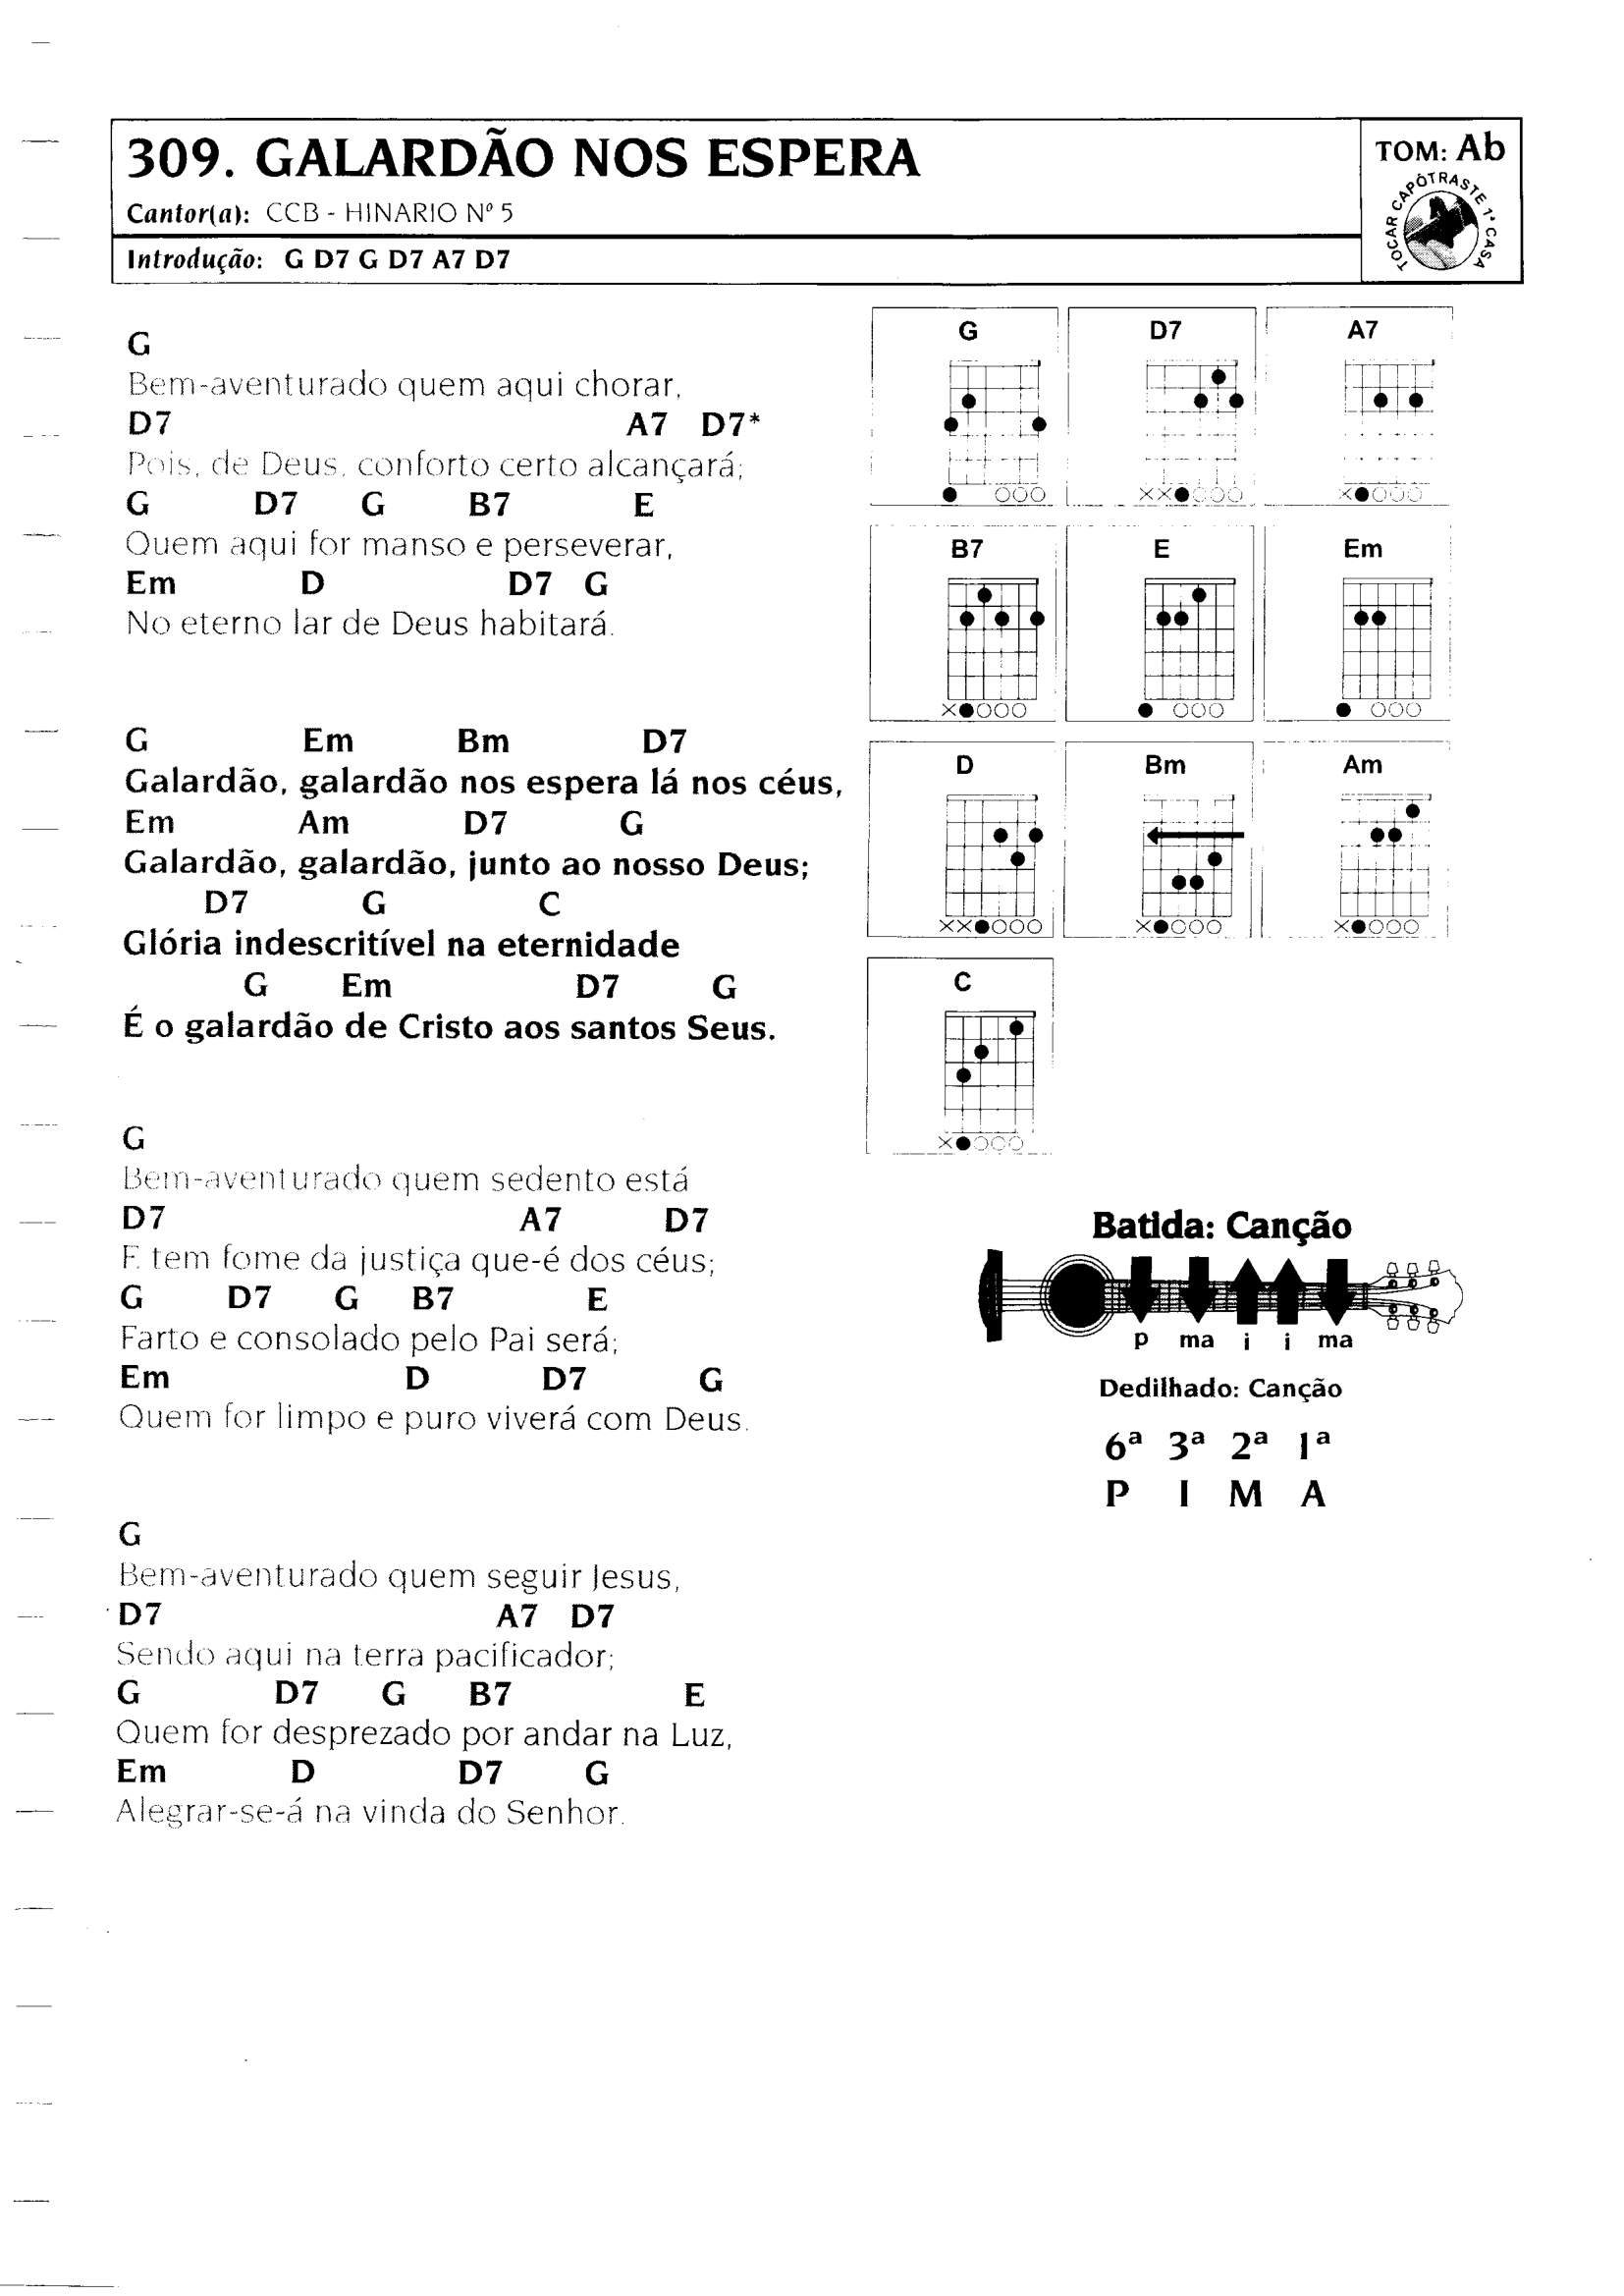 309. GALARDÃO NOS ESPERA
Cantor(a): CCB - HINARIO Nº 5
Introdução: G D7 G D7 A7 D7
TOM: Ab
TOCAR CAPÔTRASTE 1ª CASA
G
Bem-aventurado quem aqui chorar,
D7 A7 D7*
Pois, de Deus, conforto certo alcançará;
G D7 G B7 E
Quem aqui for manso e perseverar,
Em D D7 G
No eterno lar de Deus habitará.
G Em Bm D7
Galardão, galardão nos espera lá nos céus,
Em Am D7 G
Galardão, galardão, junto ao nosso Deus;
D7 G C
Glória indescritível na eternidade
G Em D7 G
É o galardão de Cristo aos santos Seus.
G
Bem-aventurado quem sedento está
D7 A7 D7
E tem fome da justiça que-é dos céus;
G D7 G B7 E
Farto e consolado pelo Pai será;
Em D D7 G
Quem for limpo e puro viverá com Deus.
G
Bem-aventurado quem seguir Jesus,
D7 A7 D7
Sendo aqui na terra pacificador;
G D7 G B7 E
Quem for desprezado por andar na Luz,
Em D D7 G
Alegrar-se-á na vinda do Senhor.
G D7 A7
B7 E Em
D Bm Am
C
Batida: Canção
p ma i i ma
Dedilhado: Canção
6ª 3ª 2ª 1ª
P I M A